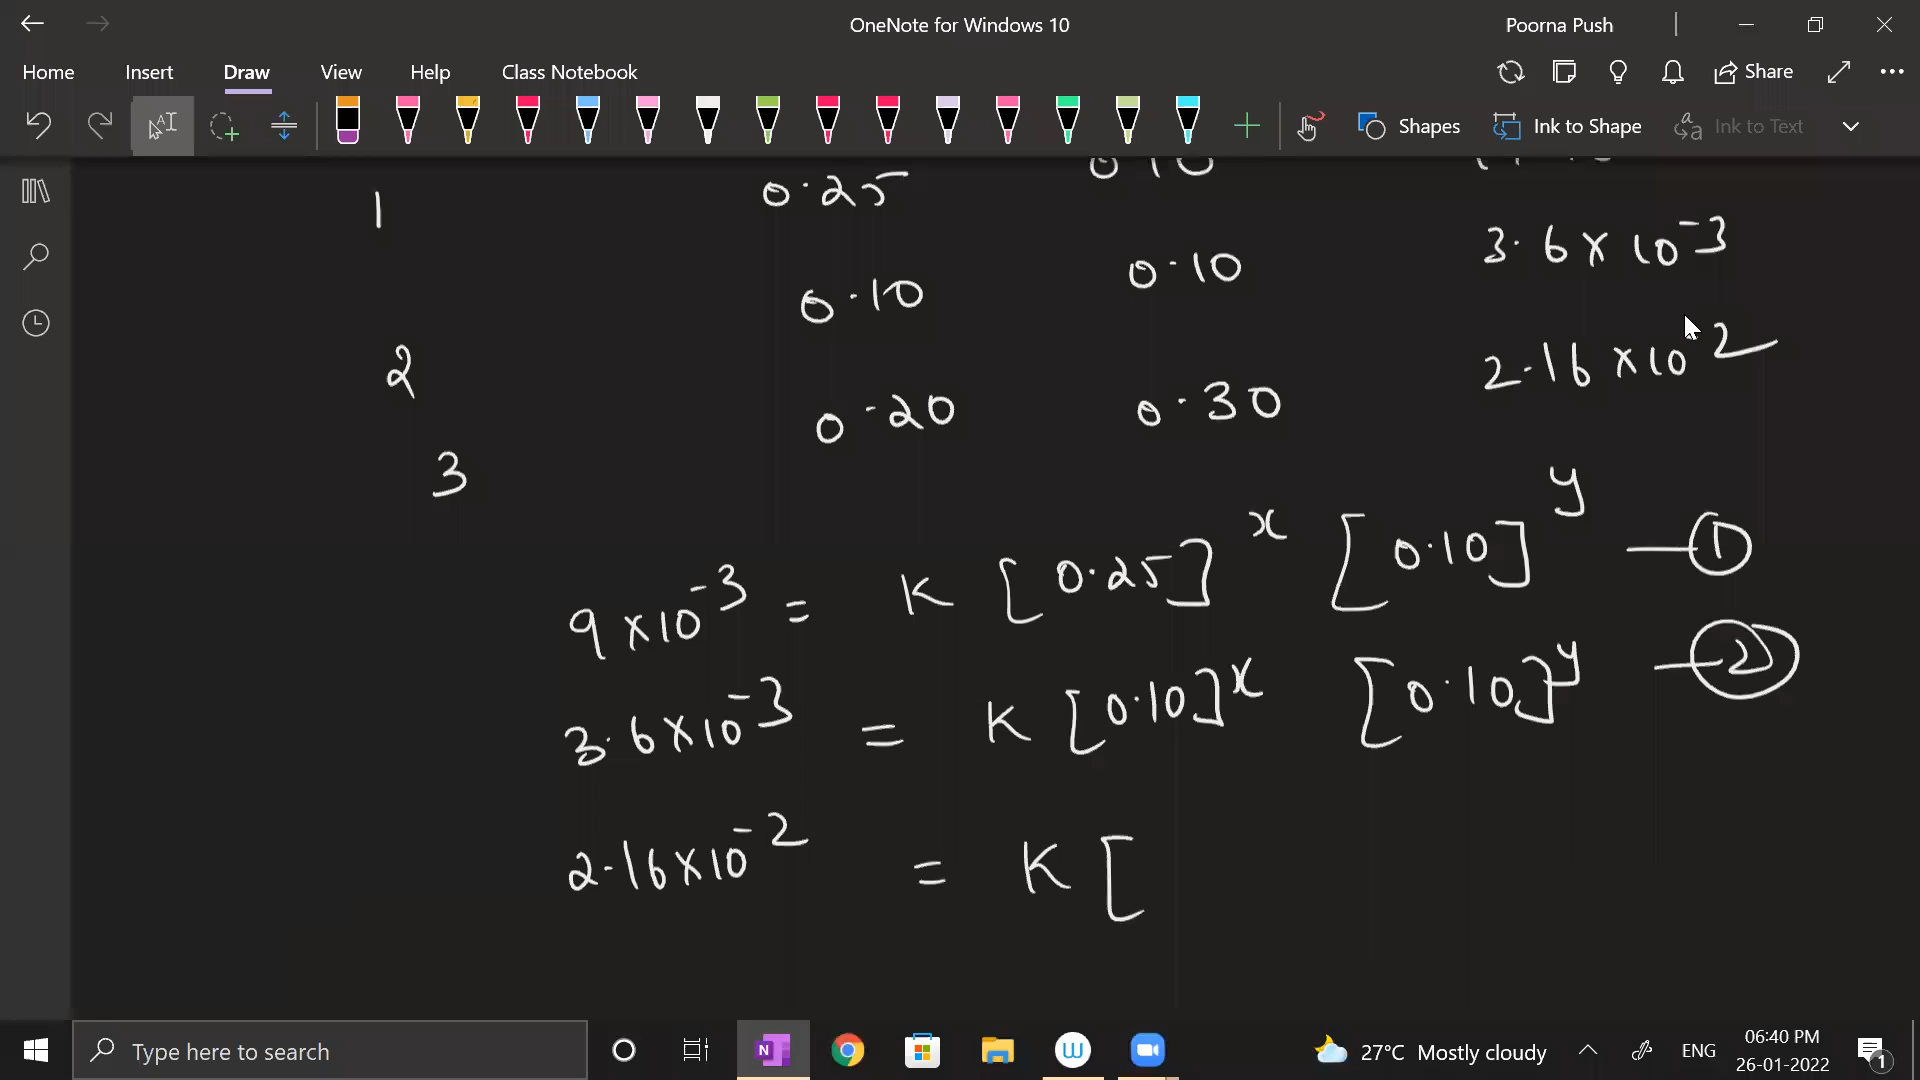 OneNote for Windows 10
Poorna Push
Home Insert Draw View Help Class Notebook
Share
Shapes Ink to Shape Ink to Text
1 0.25 0.10
0.10 0.10 3.6 x 10^-3
2 0.20 0.30 2.16 x 10^-2
3
9 x 10^-3 = K [0.25]^x [0.10]^y — ①
3.6 x 10^-3 = K [0.10]^x [0.10]^y — ②
2.16 x 10^-2 = K [
Type here to search
27°C Mostly cloudy
ENG
06:40 PM
26-01-2022
1